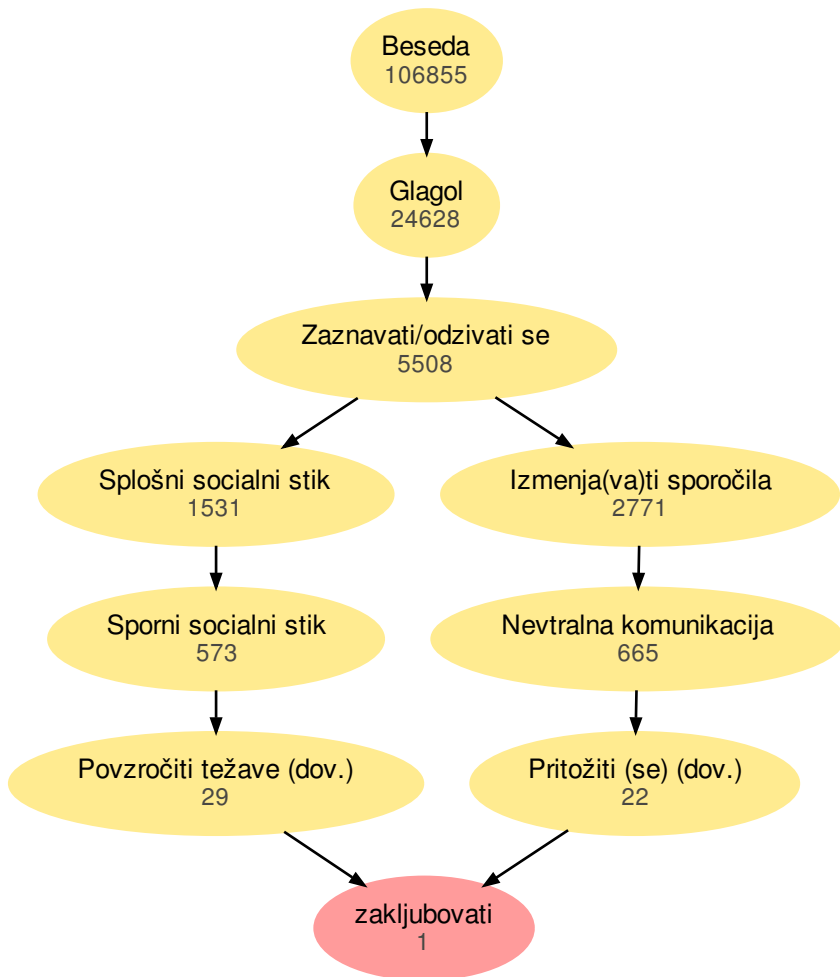 Beseda
106855
Glagol
24628
Zaznavati/odzivati se
5508
Splošni socialni stik
1531
Izmenja(va)ti sporočila
2771
Sporni socialni stik
573
Nevtralna komunikacija
665
Povzročiti težave (dov.)
29
Pritožiti (se) (dov.)
22
zakljubovati
1